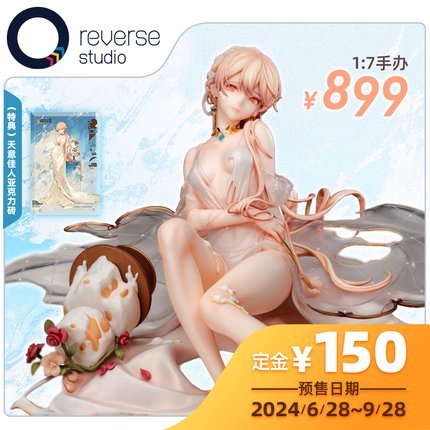 reverse
studio
1:7手办
¥899
（特典）天意佳人亚克力砖
定金¥150
预售日期
2024/6/28~9/28